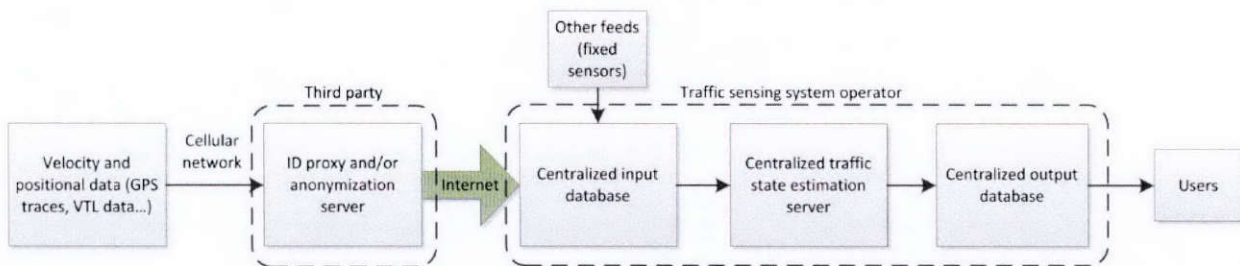 Other feeds
(fixed
sensors)
Third party
Traffic sensing system operator
Velocity and
positional data (GPS
traces, VTL data...)
Cellular
network
ID proxy and/or
anonymization
server
Internet
Centralized input
database
Centralized traffic
state estimation
server
Centralized output
database
Users